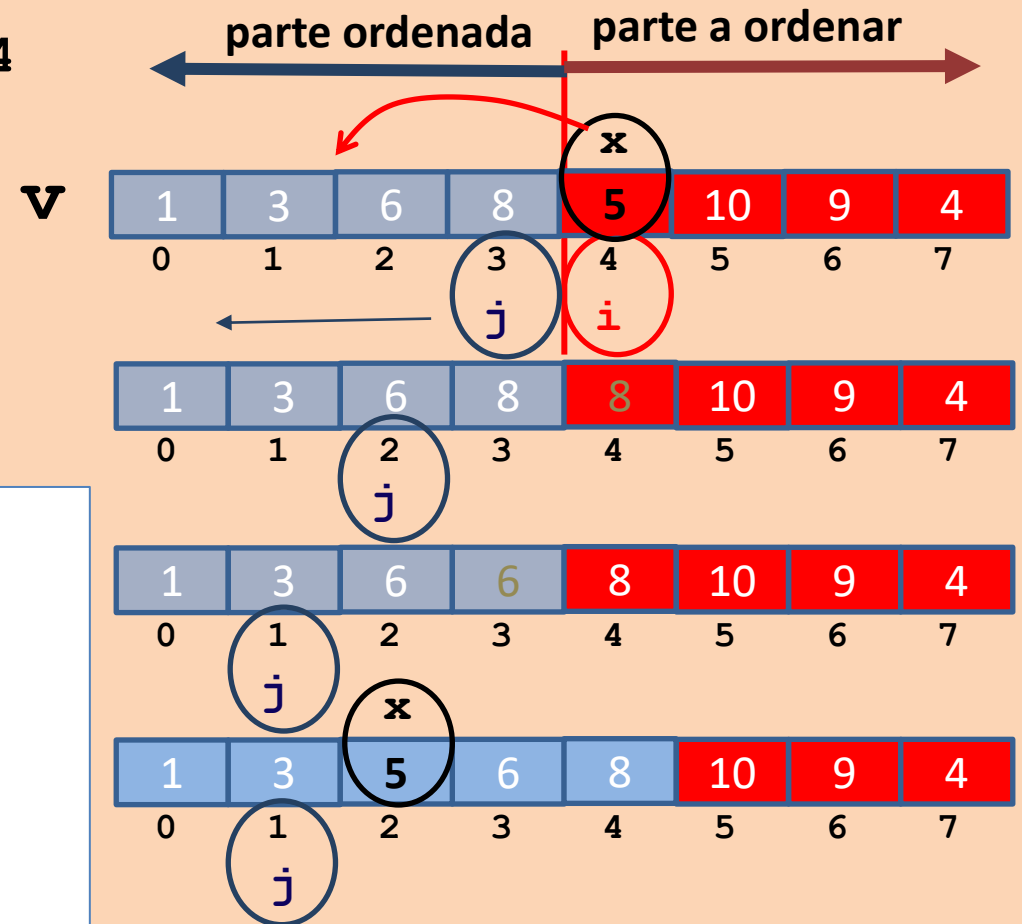 4
parte ordenada parte a ordenar
x
v 1 3 6 8 5 10 9 4
0 1 2 3 4 5 6 7
j i
1 3 6 8 8 10 9 4
0 1 2 3 4 5 6 7
j
1 3 6 6 8 10 9 4
0 1 2 3 4 5 6 7
j
x
1 3 5 6 8 10 9 4
0 1 2 3 4 5 6 7
j